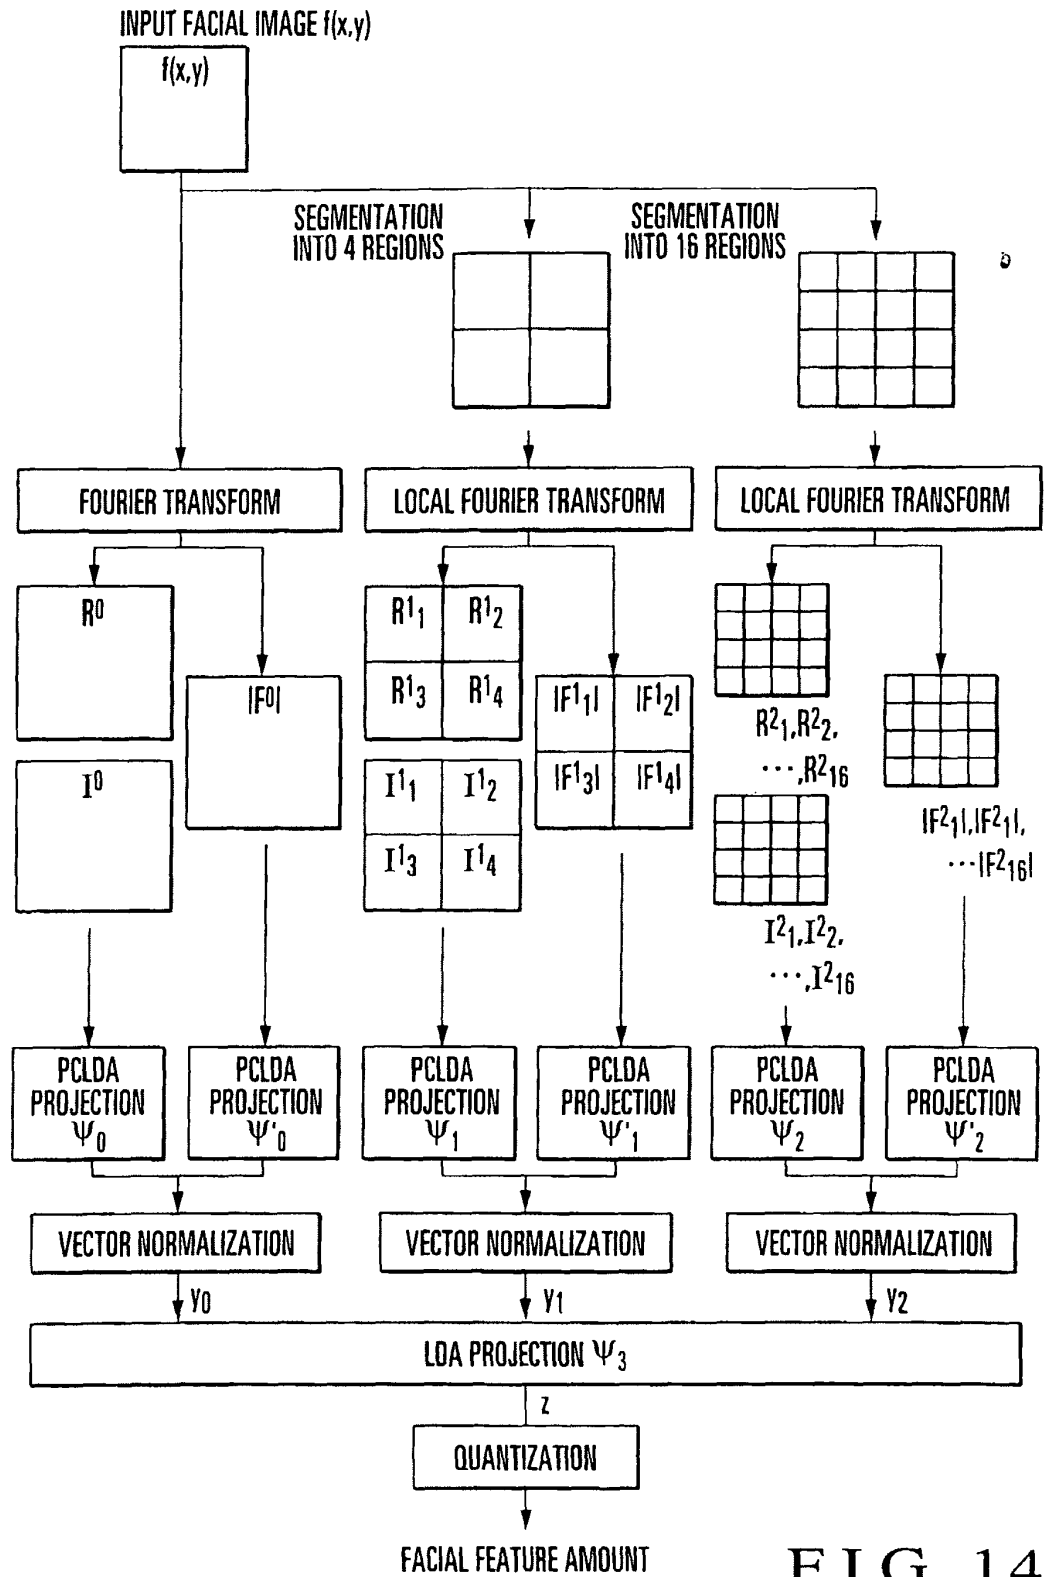 INPUT FACIAL IMAGE f(x,y)
f(x,y)
SEGMENTATION
INTO 4 REGIONS
SEGMENTATION
INTO 16 REGIONS
FOURIER TRANSFORM
LOCAL FOURIER TRANSFORM
LOCAL FOURIER TRANSFORM
R⁰
|F⁰|
I⁰
R¹₁ R¹₂
R¹₃ R¹₄
|F¹₁| |F¹₂|
|F¹₃| |F¹₄|
I¹₁ I¹₂
I¹₃ I¹₄
R²₁,R²₂,
⋯,R²₁₆
|F²₁|,|F²₁|,
⋯|F²₁₆|
I²₁,I²₂,
⋯,I²₁₆
PCLDA
PROJECTION
Ψ₀
PCLDA
PROJECTION
Ψ'₀
PCLDA
PROJECTION
Ψ₁
PCLDA
PROJECTION
Ψ'₁
PCLDA
PROJECTION
Ψ₂
PCLDA
PROJECTION
Ψ'₂
VECTOR NORMALIZATION
VECTOR NORMALIZATION
VECTOR NORMALIZATION
y₀
y₁
y₂
LDA PROJECTION Ψ₃
z
QUANTIZATION
FACIAL FEATURE AMOUNT
FIG. 14